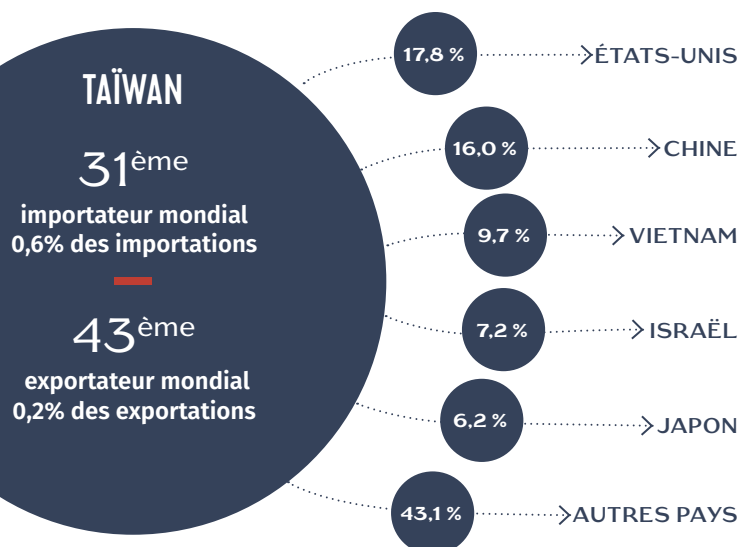 TAÏWAN
31ème
importateur mondial
0,6% des importations
43ème
exportateur mondial
0,2% des exportations
17,8 % ÉTATS-UNIS
16,0 % CHINE
9,7 % VIETNAM
7,2 % ISRAËL
6,2 % JAPON
43,1 % AUTRES PAYS